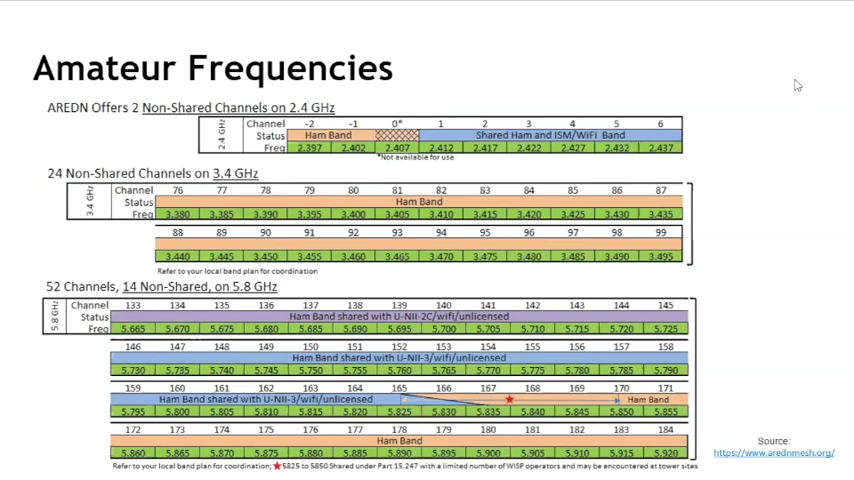 Amateur Frequencies
AREDN Offers 2 Non-Shared Channels on 2.4 GHz
2.4 GHz
Channel -2 -1 0* 1 2 3 4 5 6
Status Ham Band Shared Ham and ISM/WiFi Band
Freq 2.397 2.402 2.407 2.412 2.417 2.422 2.427 2.432 2.437
*Not available for use
24 Non-Shared Channels on 3.4 GHz
3.4 GHz
Channel 76 77 78 79 80 81 82 83 84 85 86 87
Status Ham Band
Freq 3.380 3.385 3.390 3.395 3.400 3.405 3.410 3.415 3.420 3.425 3.430 3.435
88 89 90 91 92 93 94 95 96 97 98 99
3.440 3.445 3.450 3.455 3.460 3.465 3.470 3.475 3.480 3.485 3.490 3.495
Refer to your local band plan for coordination
52 Channels, 14 Non-Shared, on 5.8 GHz
5.8 GHz
Channel 133 134 135 136 137 138 139 140 141 142 143 144 145
Status Ham Band shared with U-NII-2C/wifi/unlicensed
Freq 5.665 5.670 5.675 5.680 5.685 5.690 5.695 5.700 5.705 5.710 5.715 5.720 5.725
146 147 148 149 150 151 152 153 154 155 156 157 158
Ham Band shared with U-NII-3/wifi/unlicensed
5.730 5.735 5.740 5.745 5.750 5.755 5.760 5.765 5.770 5.775 5.780 5.785 5.790
159 160 161 162 163 164 165 166 167 168 169 170 171
Ham Band shared with U-NII-3/wifi/unlicensed Ham Band
5.795 5.800 5.805 5.810 5.815 5.820 5.825 5.830 5.835 5.840 5.845 5.850 5.855
172 173 174 175 176 177 178 179 180 181 182 183 184
Ham Band
5.860 5.865 5.870 5.875 5.880 5.885 5.890 5.895 5.900 5.905 5.910 5.915 5.920
Refer to your local band plan for coordination; ★5825 to 5850 Shared under Part 15.247 with a limited number of WISP operators and may be encountered at tower sites
Source:
https://www.arednmesh.org/